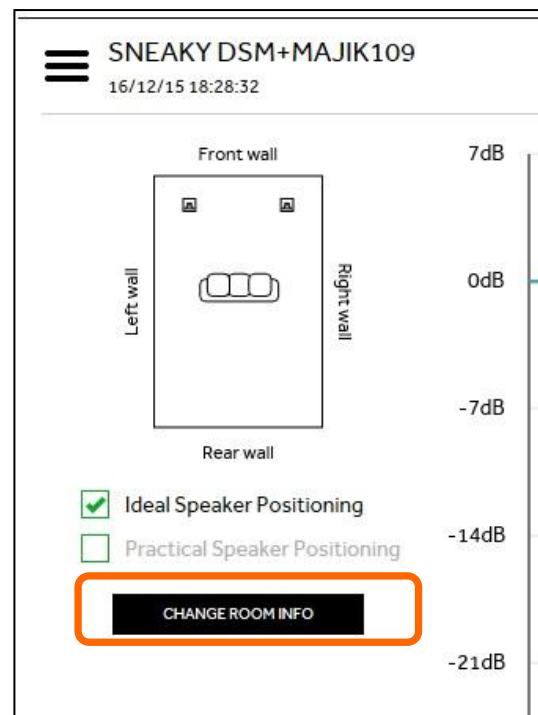 SNEAKY DSM+MAJIK109
16/12/15 18:28:32
Front wall
Left wall
Right wall
Rear wall
Ideal Speaker Positioning
Practical Speaker Positioning
CHANGE ROOM INFO
7dB
0dB
-7dB
-14dB
-21dB